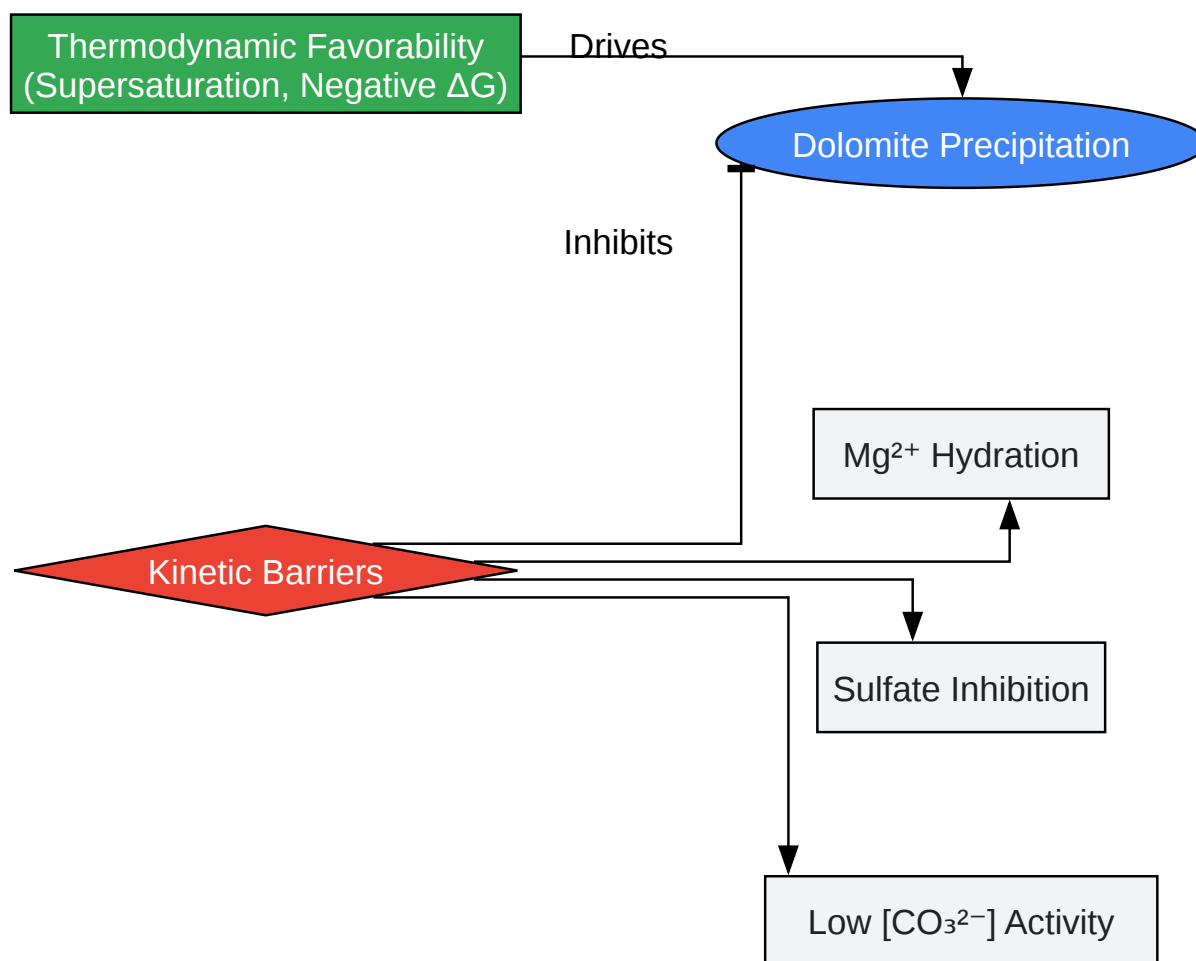 Thermodynamic Favorability
(Supersaturation, Negative ΔG)
Drives
Dolomite Precipitation
Inhibits
Mg²⁺ Hydration
Kinetic Barriers
Sulfate Inhibition
Low [CO₃²⁻] Activity